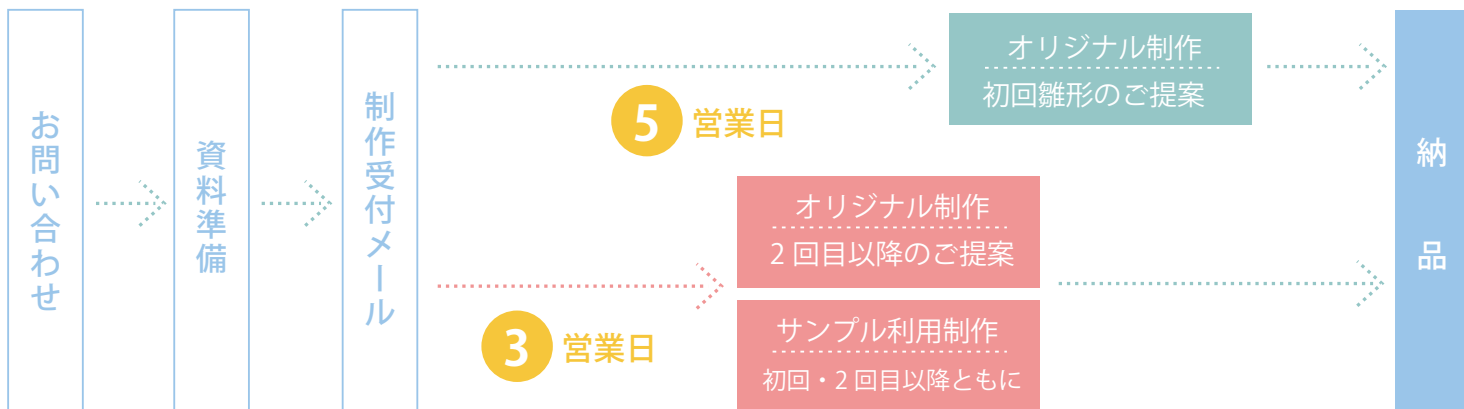 お問い合わせ
資料準備
制作受付メール
5 営業日
オリジナル制作
初回雛形のご提案
3 営業日
オリジナル制作
2 回目以降のご提案
サンプル利用制作
初回・2 回目以降ともに
納品